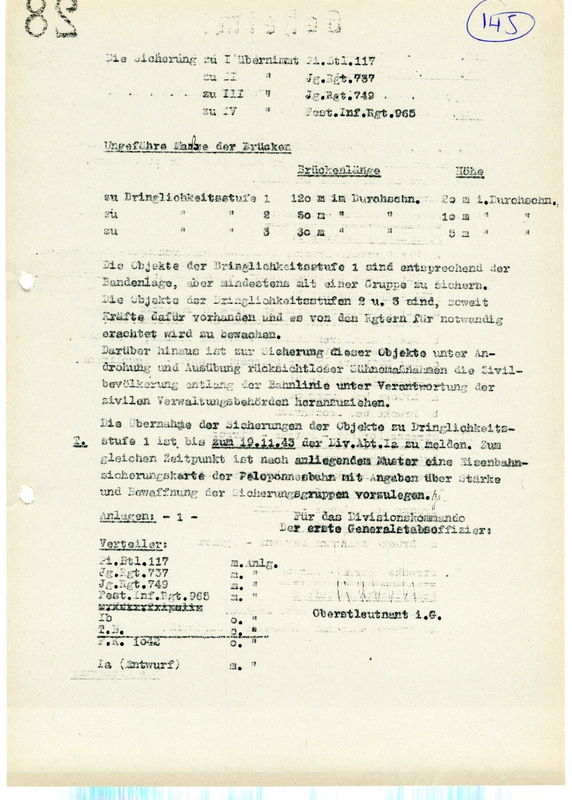 145
Die Sicherung zu I übernimmt Pi.Btl.117
zu II " Jg.Rgt.737
zu III " Jg.Rgt.749
zu IV " Fest.Inf.Rgt.965
Ungefähre Masse der Brücken
Brückenlänge Höhe
zu Dringlichkeitsstufe 1 120 m im Durchschn. 20 m i.Durchschn.
zu " " 2 50 m " " 10 m " "
zu " " 3 30 m " " 5 m " "
Die Objekte der Dringlichkeitsstufe 1 sind entsprechend der
Bandenlage, aber mindestens mit einer Gruppe zu sichern.
Die Objekte der Dringlichkeitsstufen 2 u. 3 sind, soweit
Kräfte dafür vorhanden und es von den Rgtern für notwendig
erachtet wird zu bewachen.
Darüber hinaus ist zur Sicherung dieser Objekte unter An-
drohung und Ausübung rücksichtloser Sühnemaßnahmen die Zivil-
bevölkerung entlang der Bahnlinie unter Verantwortung der
zivilen Verwaltungsbehörden heranzuziehen.
Die Übernahme der Sicherungen der Objekte zu Dringlichkeits-
T. stufe 1 ist bis zum 19.11.43 der Div.Abt.Ia zu melden. Zum
gleichen Zeitpunkt ist nach anliegendem Muster eine Eisenbahn-
sicherungskarte der Peloponnesbahn mit Angaben über Stärke
und Bewaffnung der Sicherungsgruppen vorzulegen.
Anlagen: - 1 - Für das Divisionskommando
Der erste Generalstabsoffizier:
Verteiler:
Pi.Btl.117 m.Anlg.
Jg.Rgt.737 m. "
Jg.Rgt.749 m. "
Fest.Inf.Rgt.965 m. "
Ib o. " Oberstleutnant i.G.
T.B. o. "
F.K. 1042 o. "
Ia (Entwurf) m. "